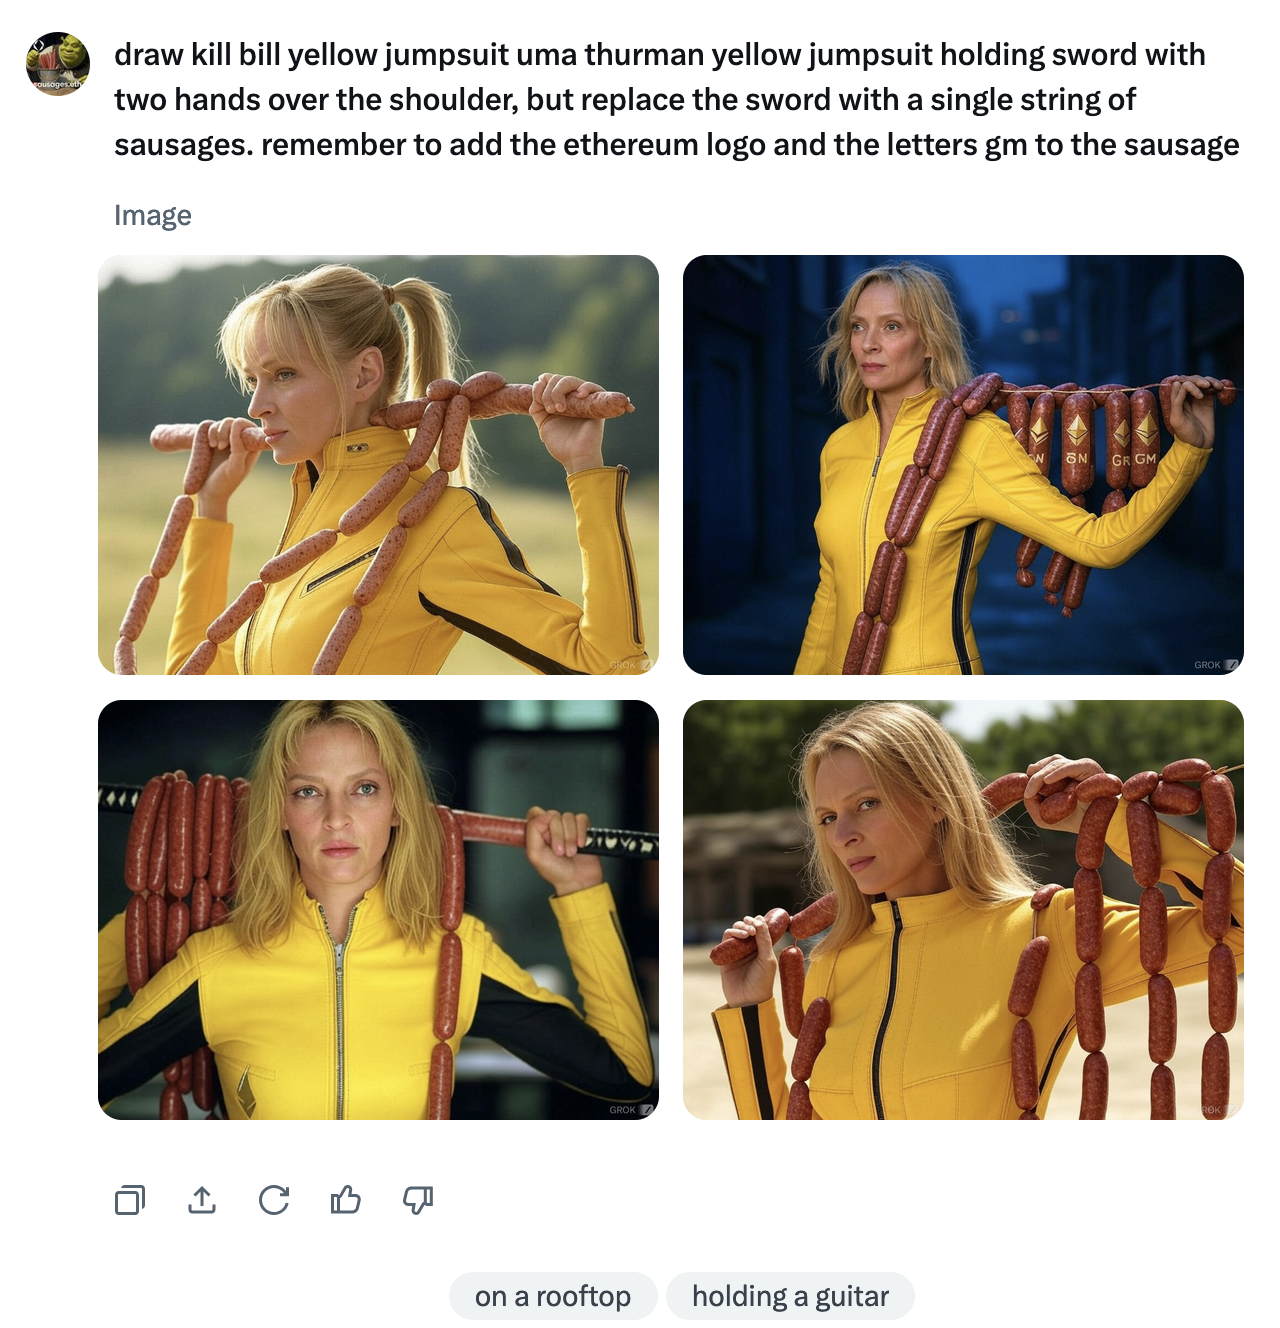 sausages.eth
draw kill bill yellow jumpsuit uma thurman yellow jumpsuit holding sword with
two hands over the shoulder, but replace the sword with a single string of
sausages. remember to add the ethereum logo and the letters gm to the sausage
Image
GROK
ƃN GR GM
GROK
GROK
GROK
on a rooftop
holding a guitar